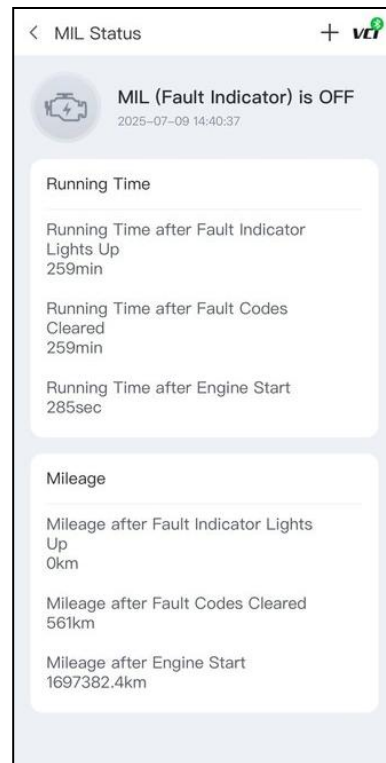 MIL Status
VCI
MIL (Fault Indicator) is OFF
2025-07-09 14:40:37
Running Time
Running Time after Fault Indicator
Lights Up
259min
Running Time after Fault Codes
Cleared
259min
Running Time after Engine Start
285sec
Mileage
Mileage after Fault Indicator Lights
Up
0km
Mileage after Fault Codes Cleared
561km
Mileage after Engine Start
1697382.4km